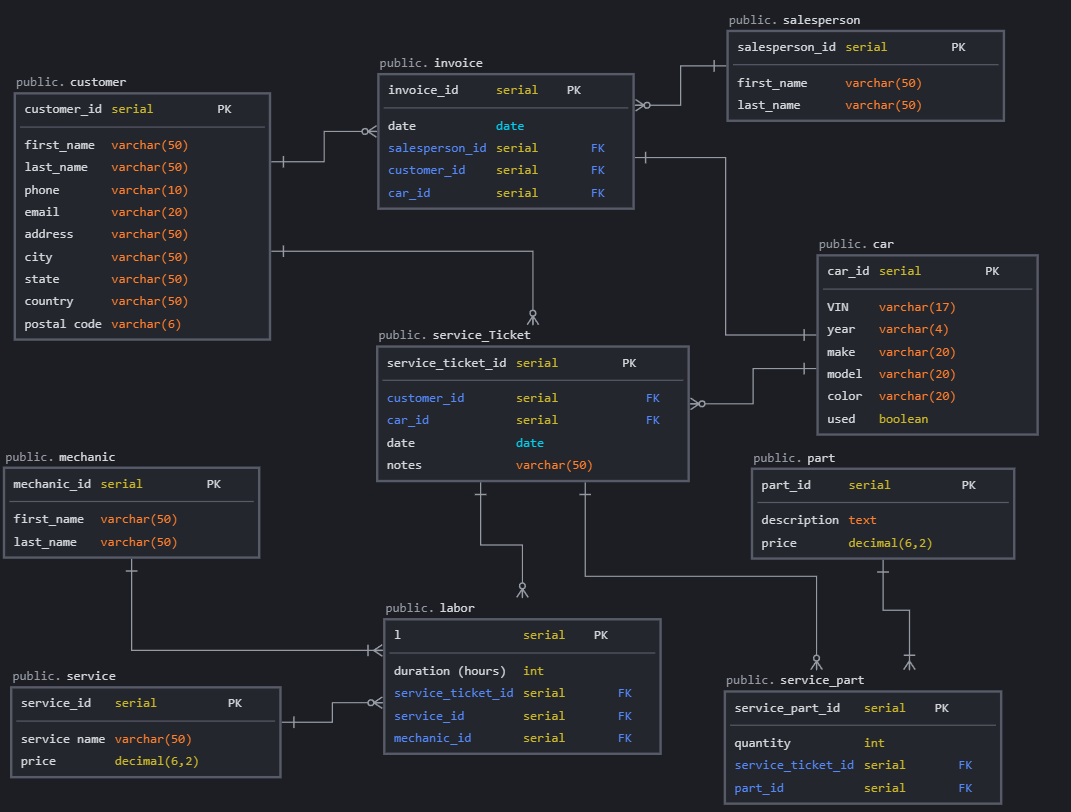 public. salesperson
salesperson_id serial PK
first_name varchar(50)
last_name varchar(50)
public. customer
customer_id serial PK
first_name varchar(50)
last_name varchar(50)
phone varchar(10)
email varchar(20)
address varchar(50)
city varchar(50)
state varchar(50)
country varchar(50)
postal code varchar(6)
public. invoice
invoice_id serial PK
date date
salesperson_id serial FK
customer_id serial FK
car_id serial FK
public. car
car_id serial PK
VIN varchar(17)
year varchar(4)
make varchar(20)
model varchar(20)
color varchar(20)
used boolean
public. service_Ticket
service_ticket_id serial PK
customer_id serial FK
car_id serial FK
date date
notes varchar(50)
public. mechanic
mechanic_id serial PK
first_name varchar(50)
last_name varchar(50)
public. part
part_id serial PK
description text
price decimal(6,2)
public. labor
l serial PK
duration (hours) int
service_ticket_id serial FK
service_id serial FK
mechanic_id serial FK
public. service
service_id serial PK
service name varchar(50)
price decimal(6,2)
public. service_part
service_part_id serial PK
quantity int
service_ticket_id serial FK
part_id serial FK